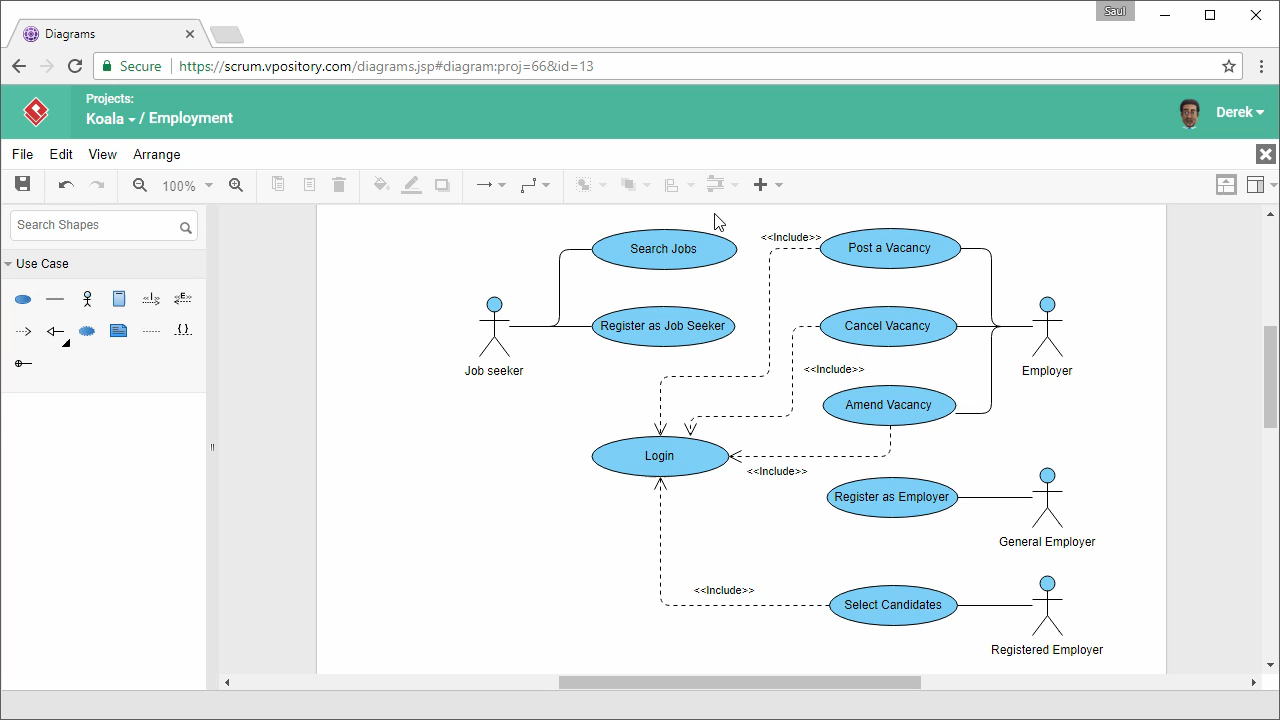 Saul
Diagrams
Secure
https://scrum.vpository.com/diagrams.jsp#diagram:proj=66&id=13
Projects:
Koala / Employment
Derek
File Edit View Arrange
100%
Search Shapes
Use Case
<<I>>
<<E>>
{.}
Search Jobs
<<Include>>
Post a Vacancy
Register as Job Seeker
Cancel Vacancy
Job seeker
<<Include>>
Employer
Amend Vacancy
Login
<<Include>>
Register as Employer
General Employer
<<Include>>
Select Candidates
Registered Employer